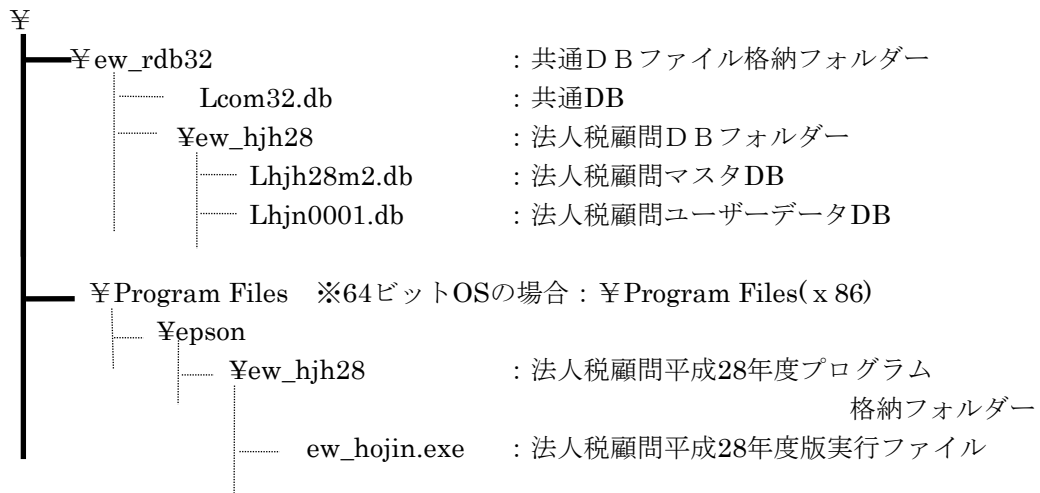 ¥
¥ew_rdb32 ：共通ＤＢファイル格納フォルダー
Lcom32.db ：共通DB
¥ew_hjh28 ：法人税顧問ＤＢフォルダー
Lhjh28m2.db ：法人税顧問マスタDB
Lhjn0001.db ：法人税顧問ユーザーデータDB
¥Program Files ※64ビットOSの場合：¥Program Files(ｘ86)
¥epson
¥ew_hjh28 ：法人税顧問平成28年度プログラム
格納フォルダー
ew_hojin.exe ：法人税顧問平成28年度版実行ファイル